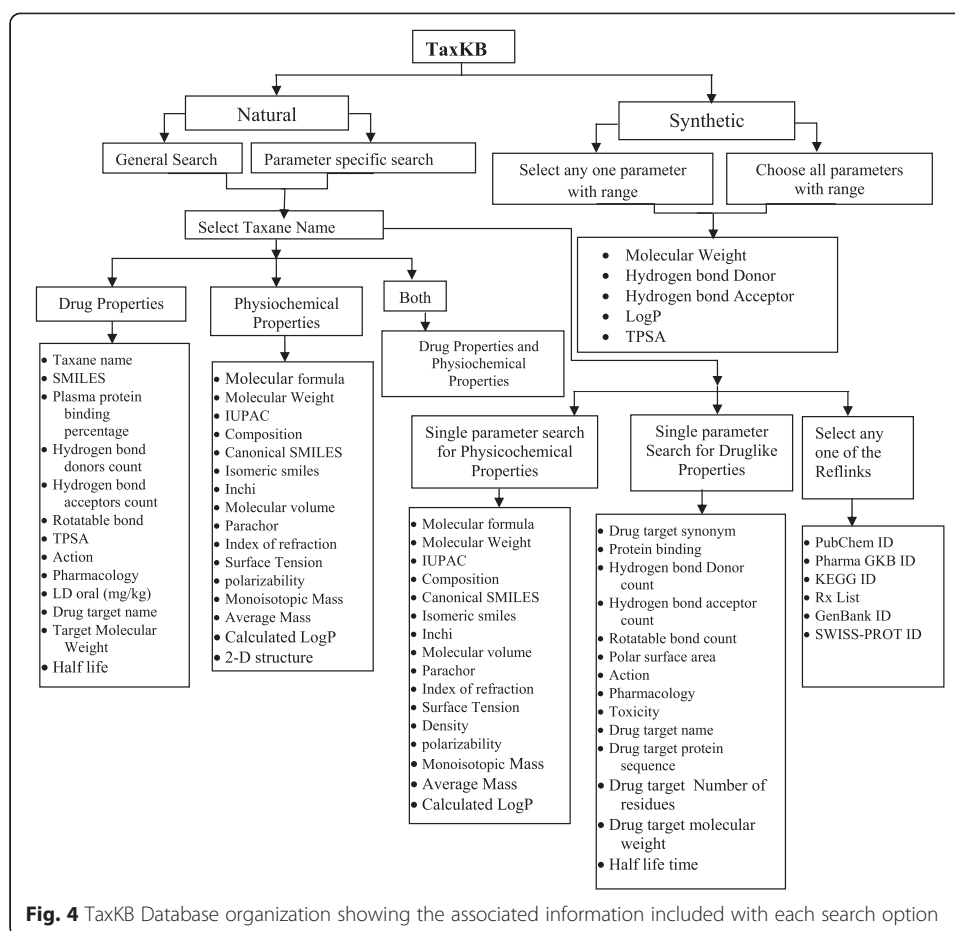 TaxKB
Natural
Synthetic
General Search
Parameter specific search
Select any one parameter
with range
Choose all parameters
with range
Select Taxane Name
• Molecular Weight
• Hydrogen bond Donor
• Hydrogen bond Acceptor
• LogP
• TPSA
Drug Properties
Physiochemical
Properties
Both
Drug Properties and
Physiochemical
Properties
• Taxane name
• SMILES
• Plasma protein
binding
percentage
• Hydrogen bond
donors count
• Hydrogen bond
acceptors count
• Rotatable bond
• TPSA
• Action
• Pharmacology
• LD oral (mg/kg)
• Drug target name
• Target Molecular
Weight
• Half life
• Molecular formula
• Molecular Weight
• IUPAC
• Composition
• Canonical SMILES
• Isomeric smiles
• Inchi
• Molecular volume
• Parachor
• Index of refraction
• Surface Tension
• polarizability
• Monoisotopic Mass
• Average Mass
• Calculated LogP
• 2-D structure
Single parameter search
for Physicochemical
Properties
Single parameter
Search for Druglike
Properties
Select any
one of the
Reflinks
• Molecular formula
• Molecular Weight
• IUPAC
• Composition
• Canonical SMILES
• Isomeric smiles
• Inchi
• Molecular volume
• Parachor
• Index of refraction
• Surface Tension
• Density
• polarizability
• Monoisotopic Mass
• Average Mass
• Calculated LogP
• Drug target synonym
• Protein binding
• Hydrogen bond Donor
count
• Hydrogen bond acceptor
count
• Rotatable bond count
• Polar surface area
• Action
• Pharmacology
• Toxicity
• Drug target name
• Drug target protein
sequence
• Drug target Number of
residues
• Drug target molecular
weight
• Half life time
• PubChem ID
• Pharma GKB ID
• KEGG ID
• Rx List
• GenBank ID
• SWISS-PROT ID
Fig. 4 TaxKB Database organization showing the associated information included with each search option